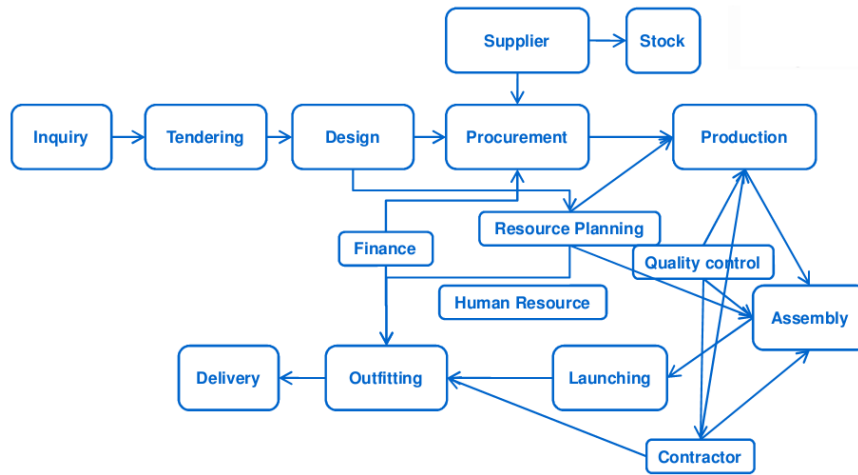 Supplier
Stock
Inquiry
Tendering
Design
Procurement
Production
Resource Planning
Finance
Quality control
Human Resource
Assembly
Delivery
Outfitting
Launching
Contractor